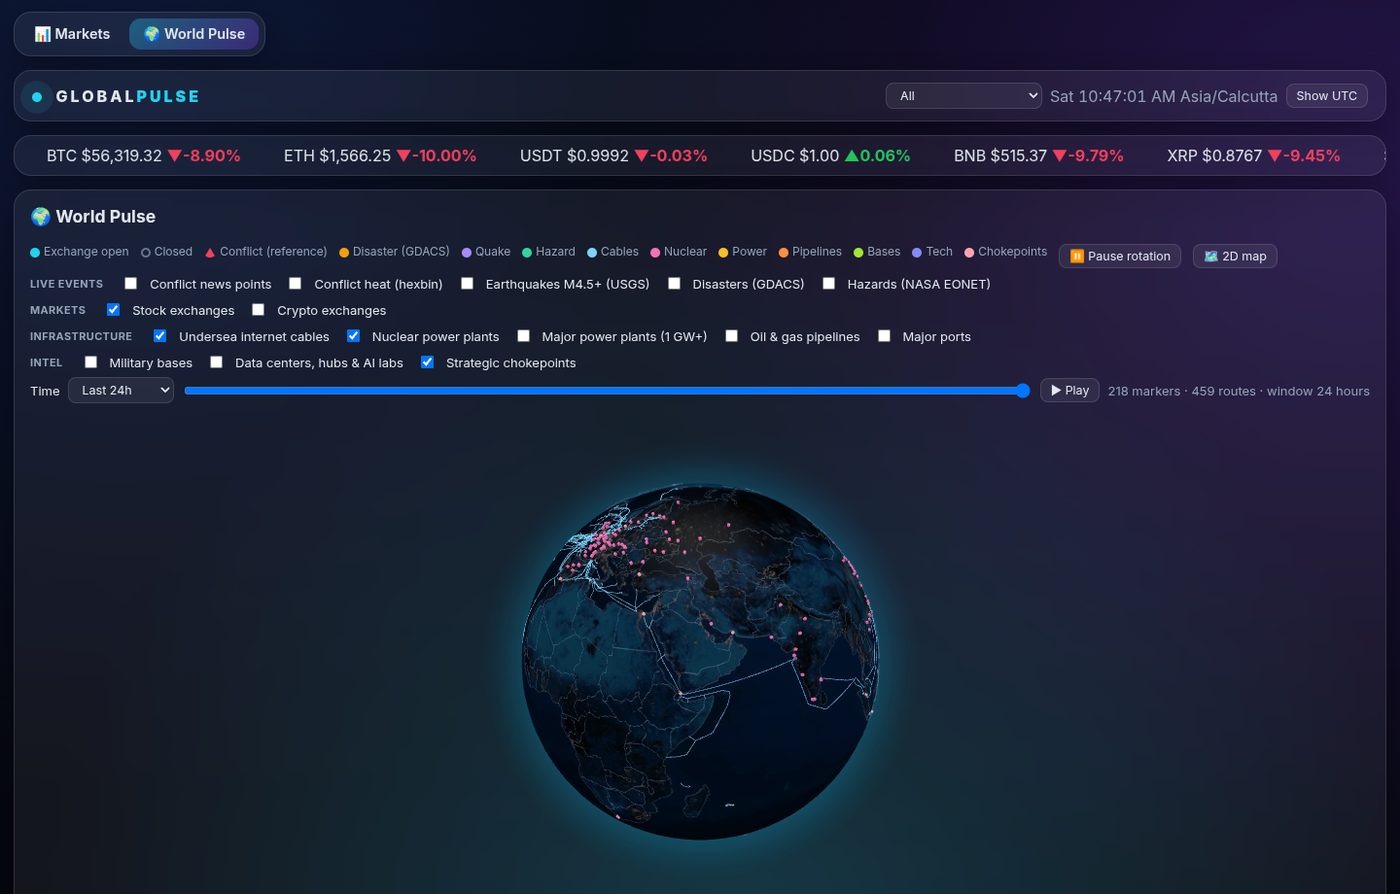 📊 Markets 🌍 World Pulse
GLOBALPULSE All Sat 10:47:01 AM Asia/Calcutta Show UTC
BTC $56,319.32 ▼-8.90% ETH $1,566.25 ▼-10.00% USDT $0.9992 ▼-0.03% USDC $1.00 ▲0.06% BNB $515.37 ▼-9.79% XRP $0.8767 ▼-9.45%
🌍 World Pulse
Exchange open Closed Conflict (reference) Disaster (GDACS) Quake Hazard Cables Nuclear Power Pipelines Bases Tech Chokepoints ⏸️ Pause rotation 🗺️ 2D map
LIVE EVENTS Conflict news points Conflict heat (hexbin) Earthquakes M4.5+ (USGS) Disasters (GDACS) Hazards (NASA EONET)
MARKETS Stock exchanges Crypto exchanges
INFRASTRUCTURE Undersea internet cables Nuclear power plants Major power plants (1 GW+) Oil & gas pipelines Major ports
INTEL Military bases Data centers, hubs & AI labs Strategic chokepoints
Time Last 24h ▶ Play 218 markers · 459 routes · window 24 hours